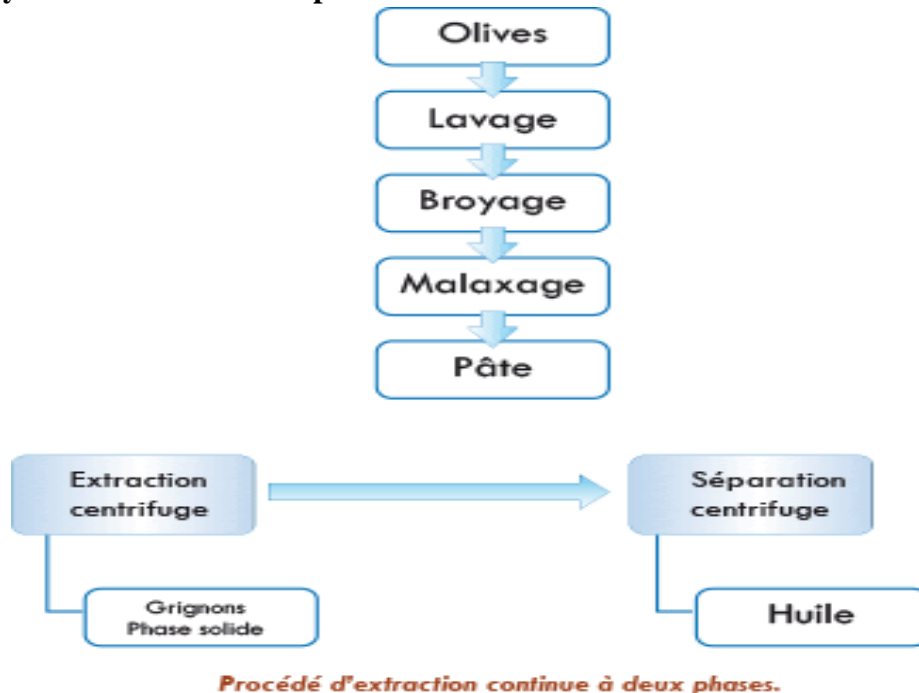 Olives
Lavage
Broyage
Malaxage
Pâte
Extraction
centrifuge
Séparation
centrifuge
Grignons
Phase solide
Huile
Procédé d'extraction continue à deux phases.